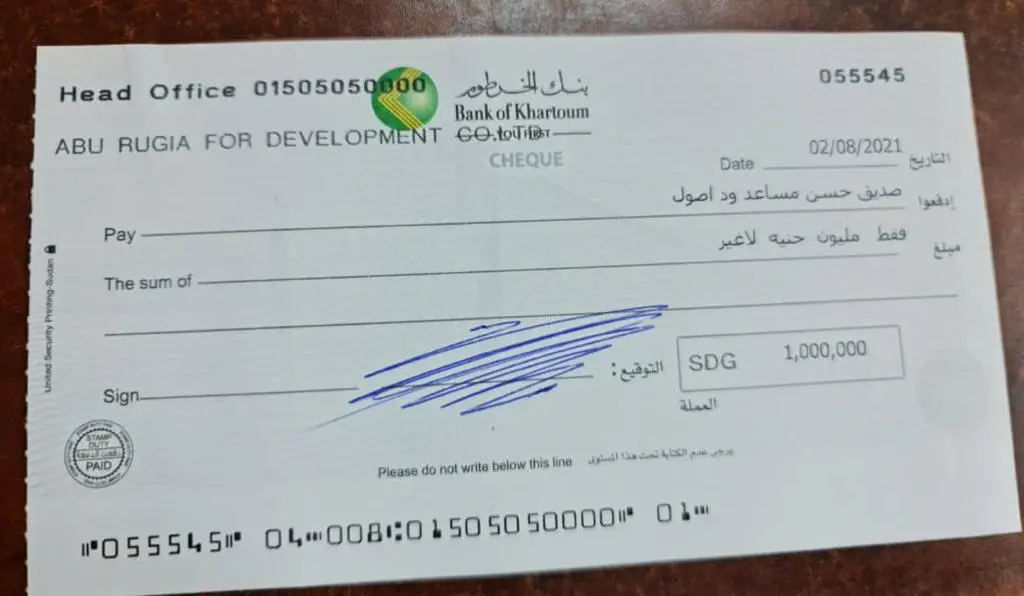 Head Office 01505050000
بنك الخرطوم
Bank of Khartoum
055545
ABU RUGIA FOR DEVELOPMENT CO.LTD
CHEQUE
Date 02/08/2021 التاريخ
Pay صديق حسن مساعد ود اصول إدفعوا
The sum of فقط مليون جنيه لاغير مبلغ
Sign التوقيع:
SDG 1,000,000
العملة
STAMP DUTY
PAID
Please do not write below this line يرجى عدم الكتابة تحت هذا المستوى
055545 04 008 01505050000 01
United Security Printing-Sudan